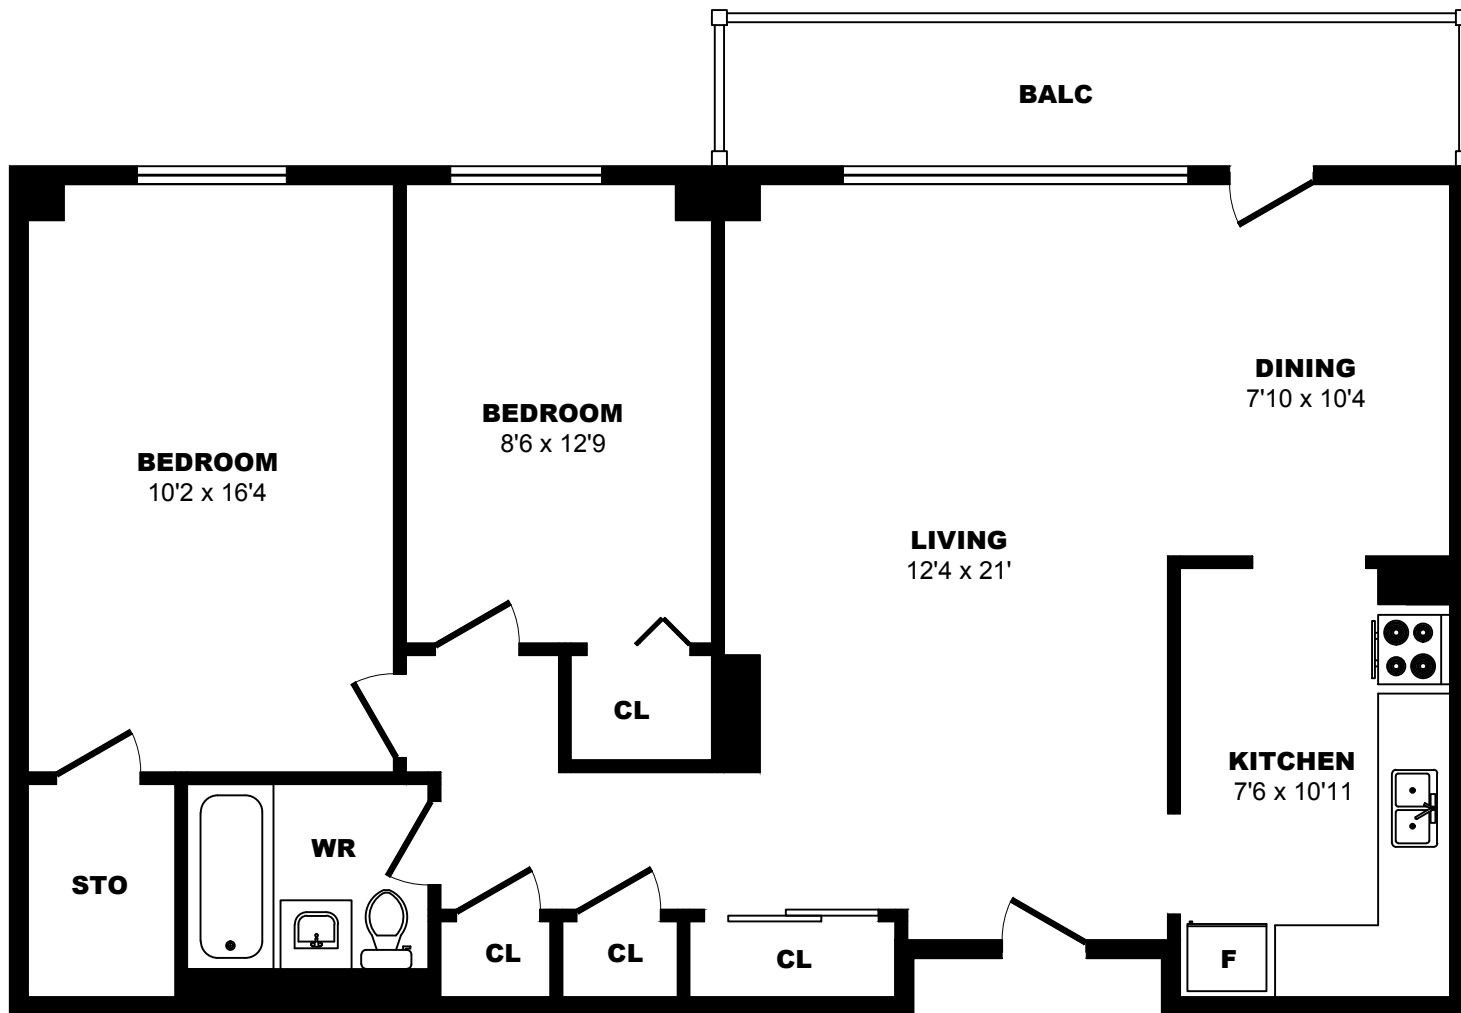 BALC
DINING
7'10 x 10'4
BEDROOM
8'6 x 12'9
BEDROOM
10'2 x 16'4
LIVING
12'4 x 21'
CL
KITCHEN
7'6 x 10'11
WR
STO
CL
CL
CL
F